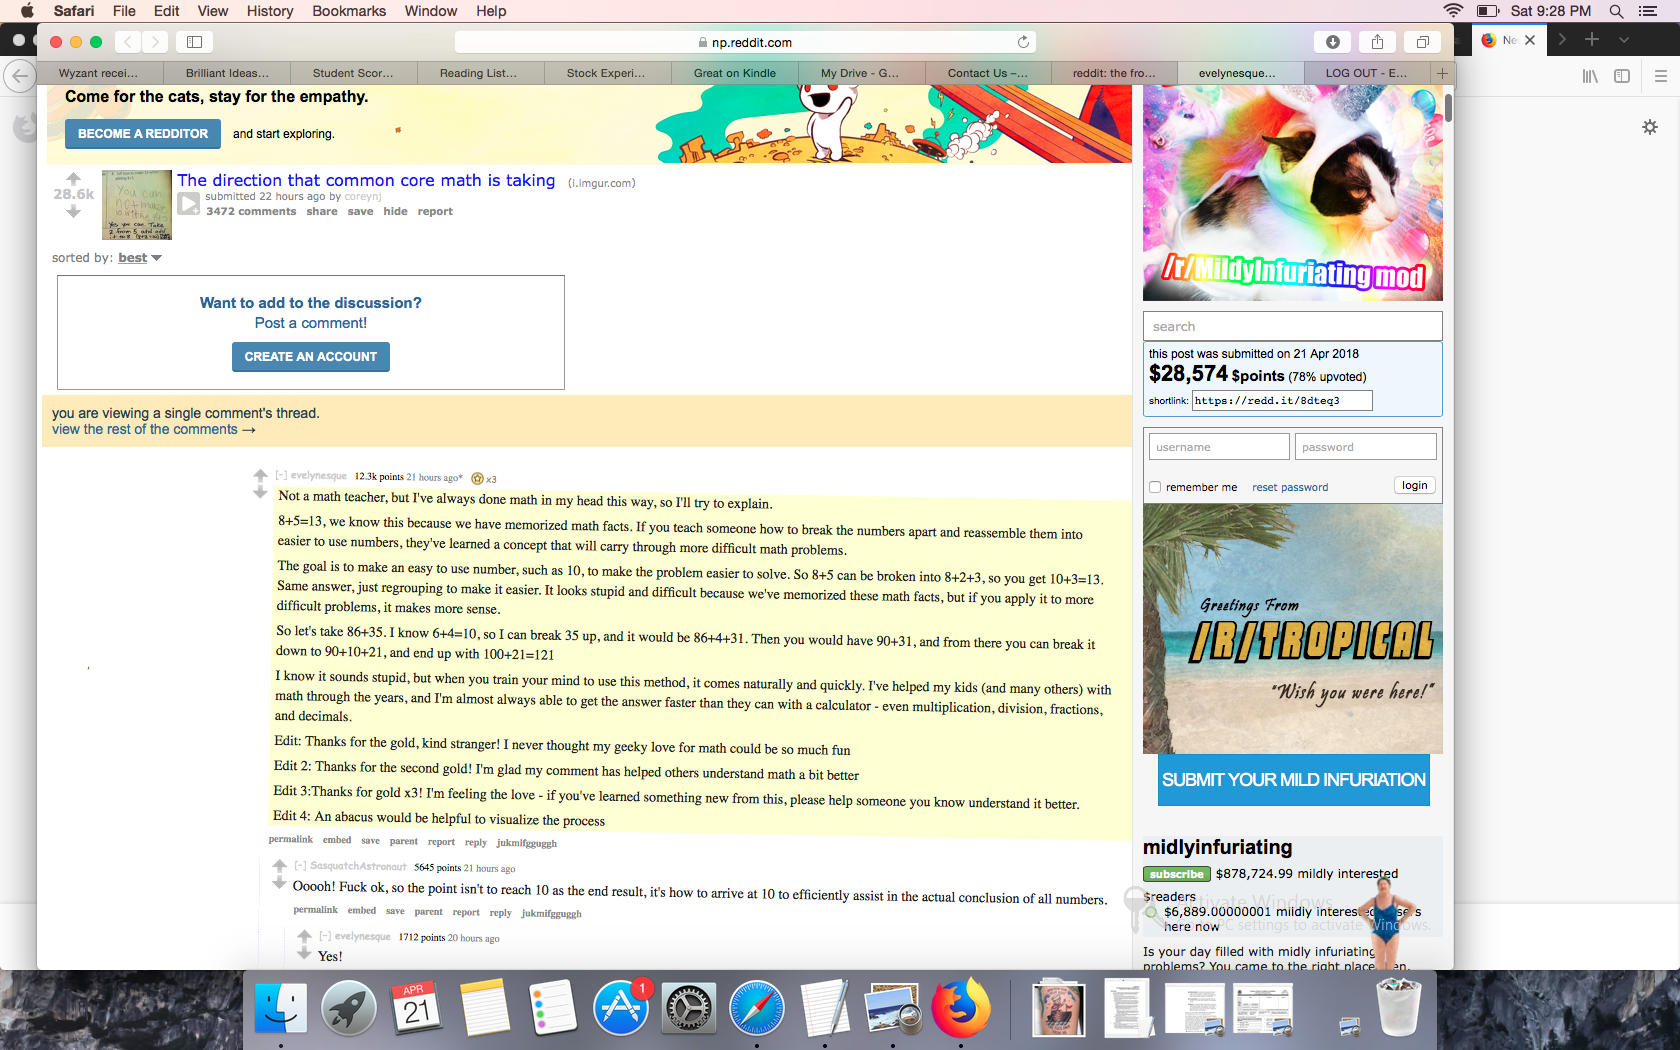 Safari File Edit View History Bookmarks Window Help
Sat 9:28 PM
np.reddit.com
Ne
Wyzant recei... Brilliant Ideas... Student Scor... Reading List... Stock Experi... Great on Kindle My Drive - G... Contact Us –... reddit: the fro... evelynesque... LOG OUT - E...
Come for the cats, stay for the empathy.
BECOME A REDDITOR and start exploring.
28.6k
The direction that common core math is taking (i.imgur.com)
submitted 22 hours ago by coreynj
3472 comments share save hide report
You can
not make
Yes you can. Take
2 from 5 and add
it to 8
sorted by: best
Want to add to the discussion?
Post a comment!
CREATE AN ACCOUNT
you are viewing a single comment's thread.
view the rest of the comments →
[-] evelynesque 12.3k points 21 hours ago* x3
Not a math teacher, but I've always done math in my head this way, so I'll try to explain.
8+5=13, we know this because we have memorized math facts. If you teach someone how to break the numbers apart and reassemble them into
easier to use numbers, they've learned a concept that will carry through more difficult math problems.
The goal is to make an easy to use number, such as 10, to make the problem easier to solve. So 8+5 can be broken into 8+2+3, so you get 10+3=13.
Same answer, just regrouping to make it easier. It looks stupid and difficult because we've memorized these math facts, but if you apply it to more
difficult problems, it makes more sense.
So let's take 86+35. I know 6+4=10, so I can break 35 up, and it would be 86+4+31. Then you would have 90+31, and from there you can break it
down to 90+10+21, and end up with 100+21=121
I know it sounds stupid, but when you train your mind to use this method, it comes naturally and quickly. I've helped my kids (and many others) with
math through the years, and I'm almost always able to get the answer faster than they can with a calculator - even multiplication, division, fractions,
and decimals.
Edit: Thanks for the gold, kind stranger! I never thought my geeky love for math could be so much fun
Edit 2: Thanks for the second gold! I'm glad my comment has helped others understand math a bit better
Edit 3:Thanks for gold x3! I'm feeling the love - if you've learned something new from this, please help someone you know understand it better.
Edit 4: An abacus would be helpful to visualize the process
permalink embed save parent report reply jukmifgguggh
[-] SasquatchAstronaut 5645 points 21 hours ago
Ooooh! Fuck ok, so the point isn't to reach 10 as the end result, it's how to arrive at 10 to efficiently assist in the actual conclusion of all numbers.
permalink embed save parent report reply jukmifgguggh
[-] evelynesque 1712 points 20 hours ago
Yes!
/r/MildyInfuriating mod
search
this post was submitted on 21 Apr 2018
$28,574 $points (78% upvoted)
shortlink: https://redd.it/8dteq3
username password
remember me reset password login
Greetings From
/R/TROPICAL
"Wish you were here!"
SUBMIT YOUR MILD INFURIATION
midlyinfuriating
subscribe $878,724.99 mildly interested
$readers
$6,889.00000001 mildly interested users
here now
Activate Windows
PC settings to activate Windows.
Is your day filled with midly infuriating
problems? You came to the right place
APR
21
1